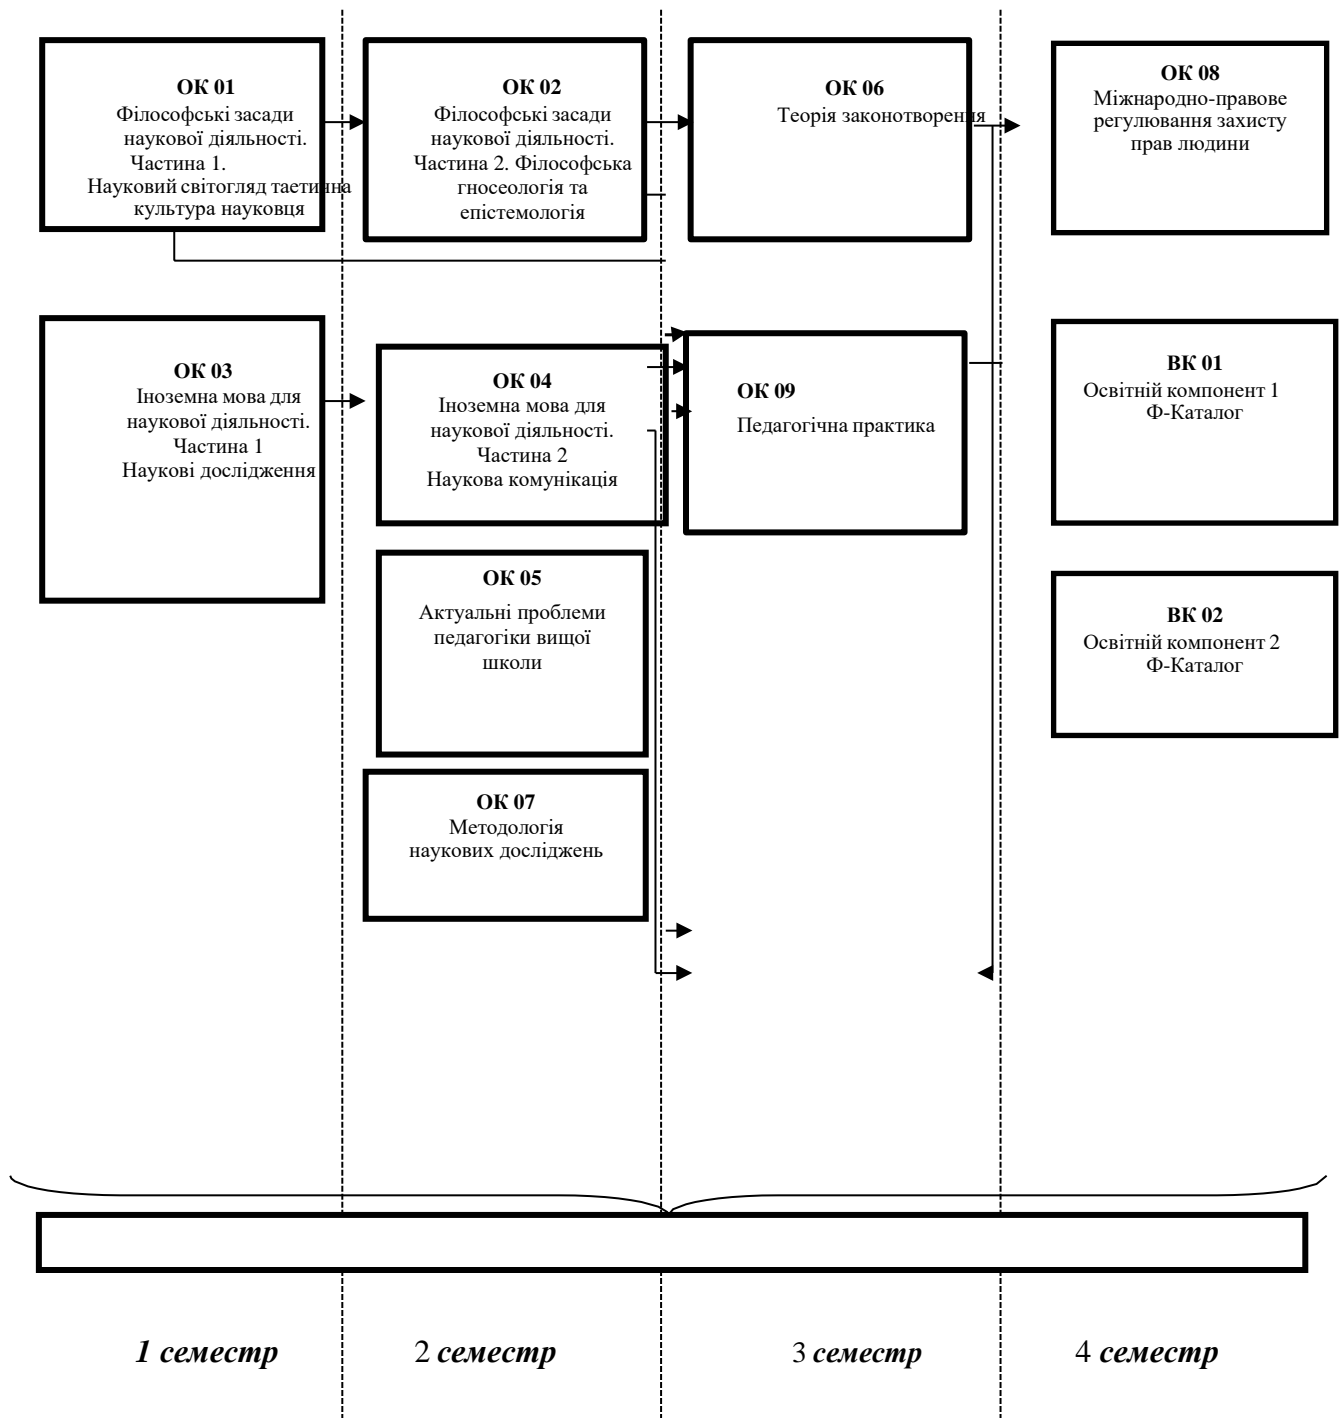 ОК 01
Філософські засади
наукової діяльності.
Частина 1.
Науковий світогляд таетична
культура науковця
ОК 02
Філософські засади
наукової діяльності.
Частина 2. Філософська
гносеологія та
епістемологія
ОК 06
Теорія законотворення
ОК 08
Міжнародно-правове
регулювання захисту
прав людини
ОК 03
Іноземна мова для
наукової діяльності.
Частина 1
Наукові дослідження
ОК 04
Іноземна мова для
наукової діяльності.
Частина 2
Наукова комунікація
ОК 09
Педагогічна практика
ВК 01
Освітній компонент 1
Ф-Каталог
ОК 05
Актуальні проблеми
педагогіки вищої
школи
ВК 02
Освітній компонент 2
Ф-Каталог
ОК 07
Методологія
наукових досліджень
1 семестр
2 семестр
3 семестр
4 семестр